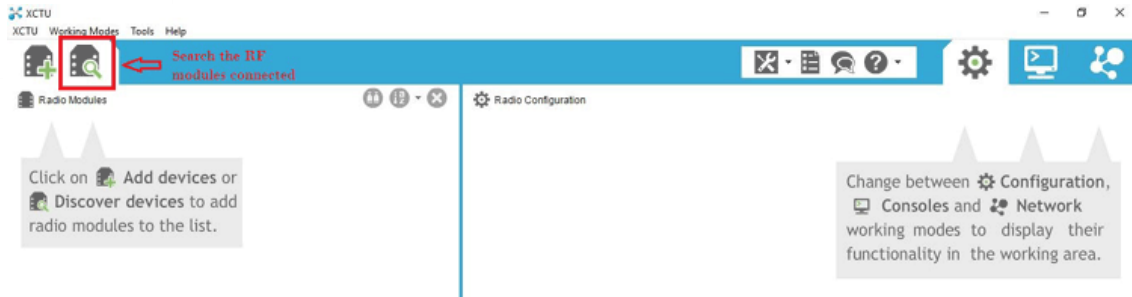 XCTU
XCTU Working Modes Tools Help
Search the RF
modules connected
Radio Modules
Radio Configuration
Click on Add devices or
Discover devices to add
radio modules to the list.
Change between Configuration,
Consoles and Network
working modes to display their
functionality in the working area.